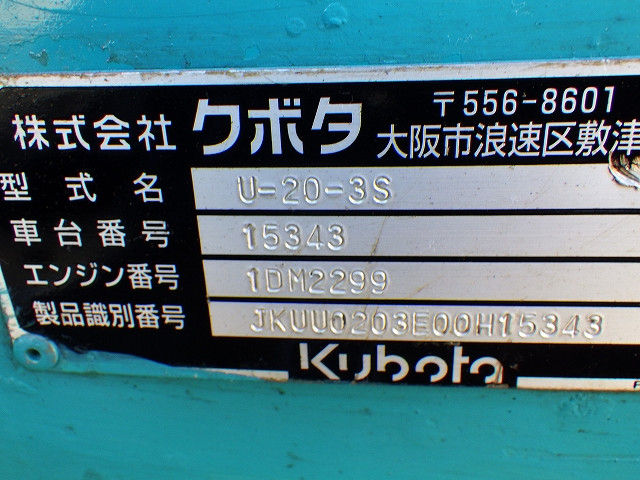 株式会社 クボタ 〒556-8601
大阪市浪速区敷津
型式名 U-20-3S
車台番号 15343
エンジン番号 1DM2299
製品識別番号 JKUU0203E00H15343
Kubota